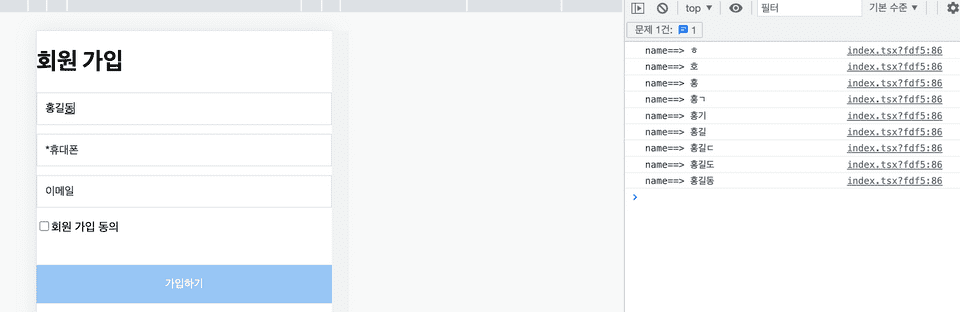 회원 가입
홍길동
*휴대폰
이메일
회원 가입 동의
가입하기
top ▼ 필터 기본 수준 ▼
문제 1건: 1
name==> ㅎ index.tsx?fdf5:86
name==> 호 index.tsx?fdf5:86
name==> 홍 index.tsx?fdf5:86
name==> 홍ㄱ index.tsx?fdf5:86
name==> 홍기 index.tsx?fdf5:86
name==> 홍길 index.tsx?fdf5:86
name==> 홍길ㄷ index.tsx?fdf5:86
name==> 홍길도 index.tsx?fdf5:86
name==> 홍길동 index.tsx?fdf5:86